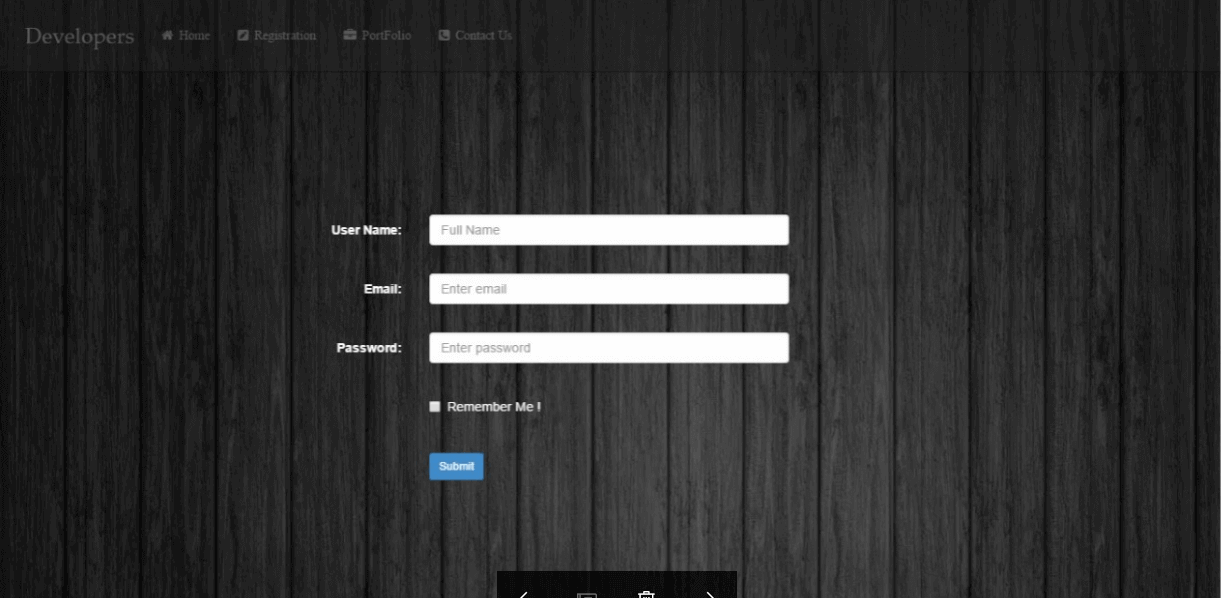 Developers Home Registration PortFolio Contact Us
User Name: Full Name
Email: Enter email
Password: Enter password
Remember Me !
Submit